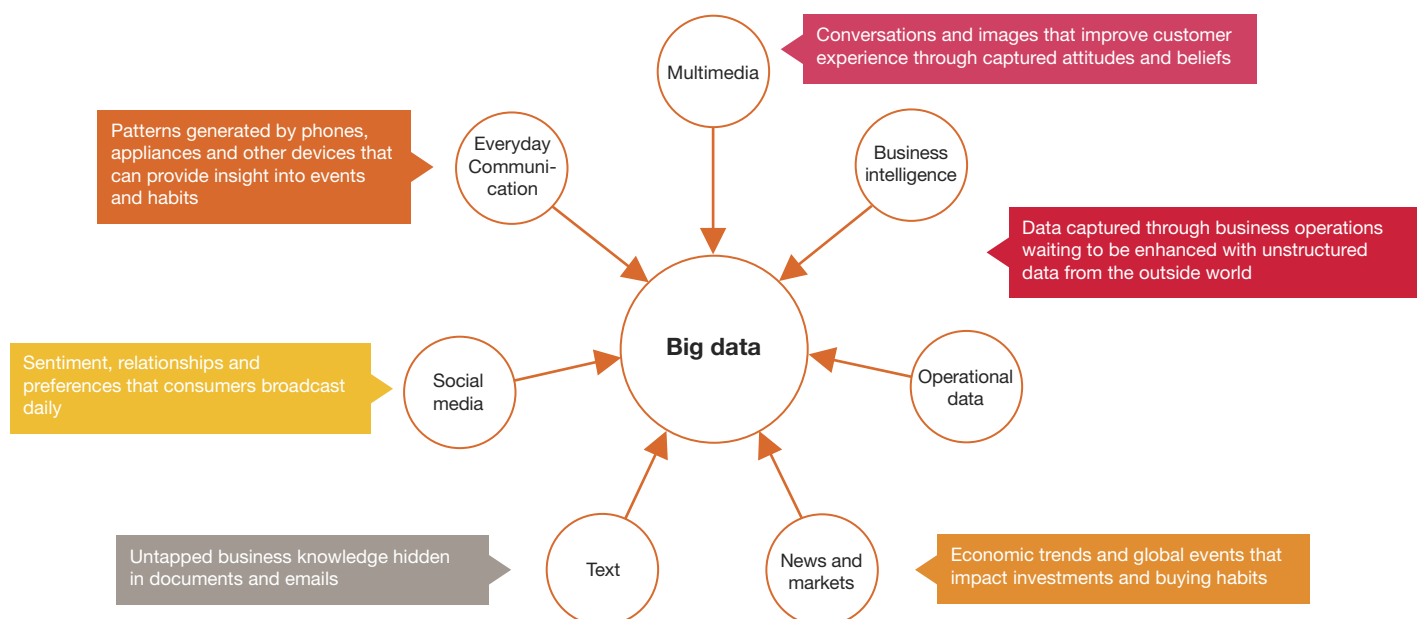 Conversations and images that improve customer
experience through captured attitudes and beliefs
Multimedia
Patterns generated by phones,
appliances and other devices that
can provide insight into events
and habits
Everyday
Communi-
cation
Business
intelligence
Data captured through business operations
waiting to be enhanced with unstructured
data from the outside world
Big data
Sentiment, relationships and
preferences that consumers broadcast
daily
Social
media
Operational
data
Untapped business knowledge hidden
in documents and emails
Text
News and
markets
Economic trends and global events that
impact investments and buying habits